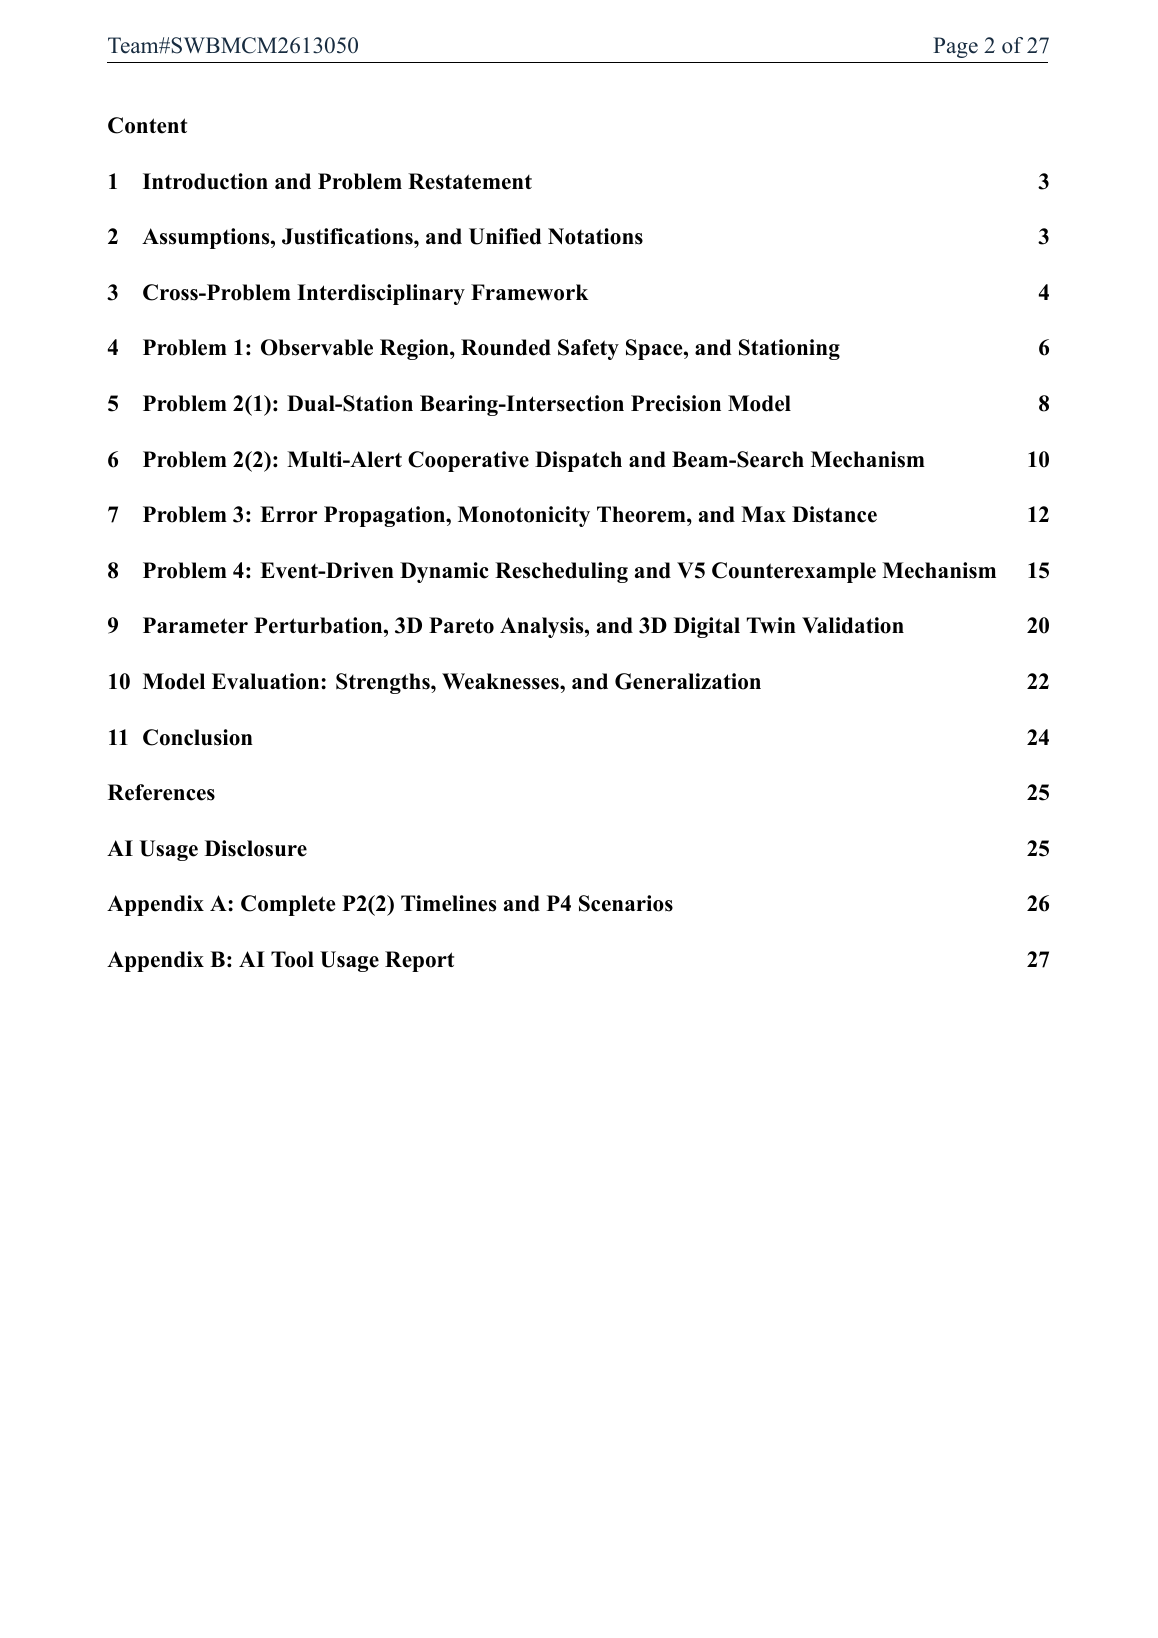 Team#SWBMCM2613050 Page 2 of 27
Content
1 Introduction and Problem Restatement 3
2 Assumptions, Justifications, and Unified Notations 3
3 Cross-Problem Interdisciplinary Framework 4
4 Problem 1: Observable Region, Rounded Safety Space, and Stationing 6
5 Problem 2(1): Dual-Station Bearing-Intersection Precision Model 8
6 Problem 2(2): Multi-Alert Cooperative Dispatch and Beam-Search Mechanism 10
7 Problem 3: Error Propagation, Monotonicity Theorem, and Max Distance 12
8 Problem 4: Event-Driven Dynamic Rescheduling and V5 Counterexample Mechanism 15
9 Parameter Perturbation, 3D Pareto Analysis, and 3D Digital Twin Validation 20
10 Model Evaluation: Strengths, Weaknesses, and Generalization 22
11 Conclusion 24
References 25
AI Usage Disclosure 25
Appendix A: Complete P2(2) Timelines and P4 Scenarios 26
Appendix B: AI Tool Usage Report 27